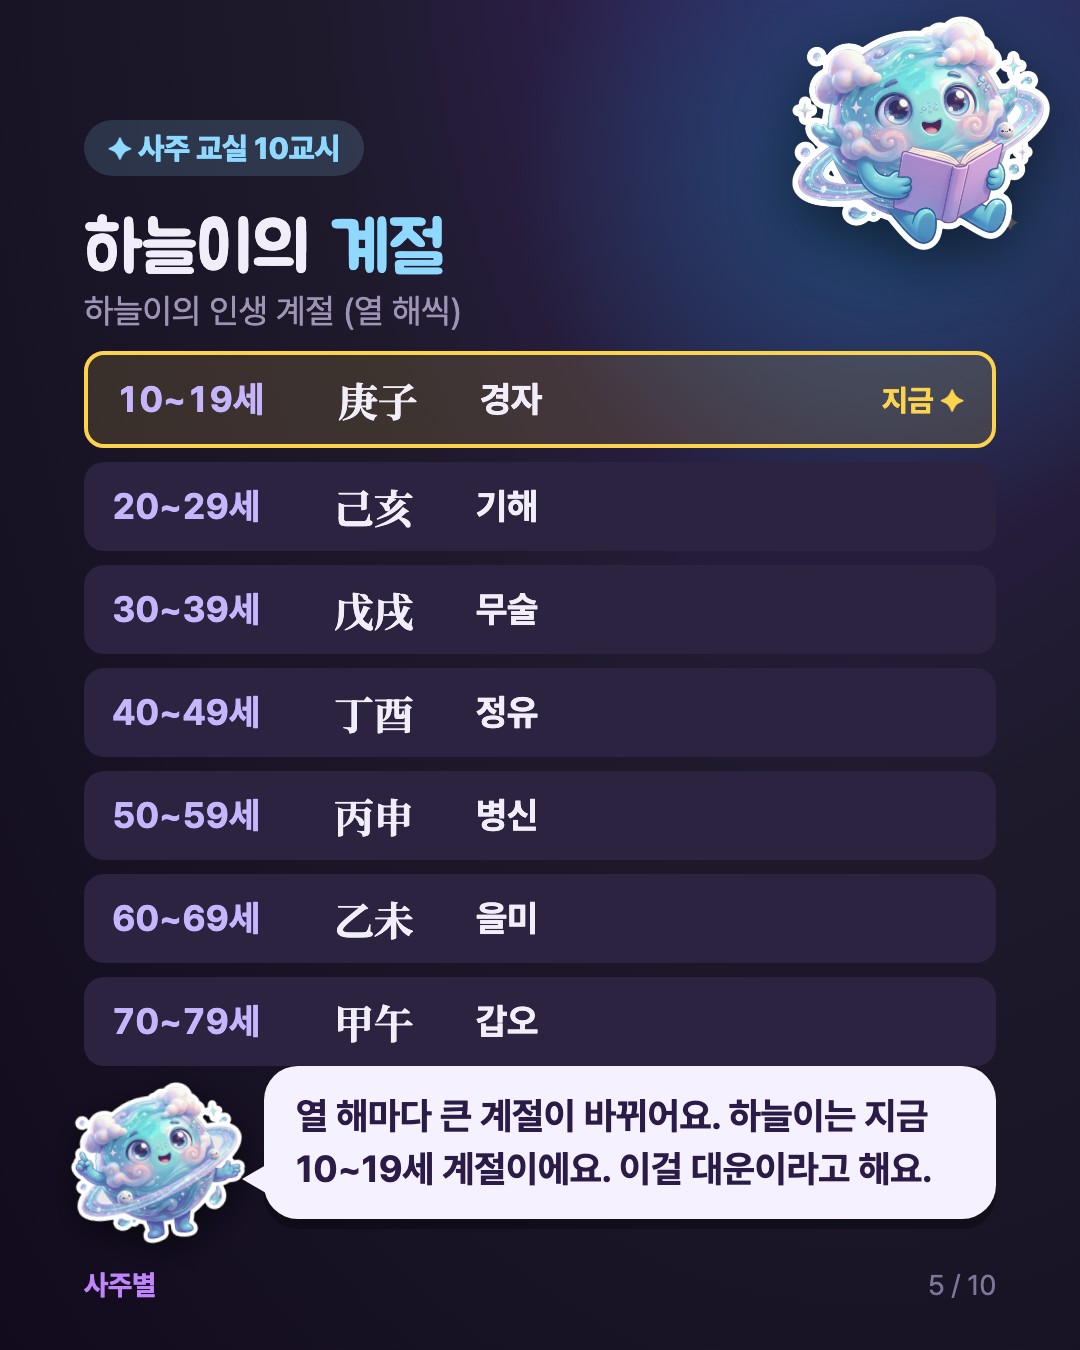 ✦ 사주 교실 10교시
하늘이의 계절
하늘이의 인생 계절 (열 해씩)
10~19세 庚子 경자 지금 ✦
20~29세 己亥 기해
30~39세 戊戌 무술
40~49세 丁酉 정유
50~59세 丙申 병신
60~69세 乙未 을미
70~79세 甲午 갑오
열 해마다 큰 계절이 바뀌어요. 하늘이는 지금
10~19세 계절이에요. 이걸 대운이라고 해요.
사주별
5 / 10